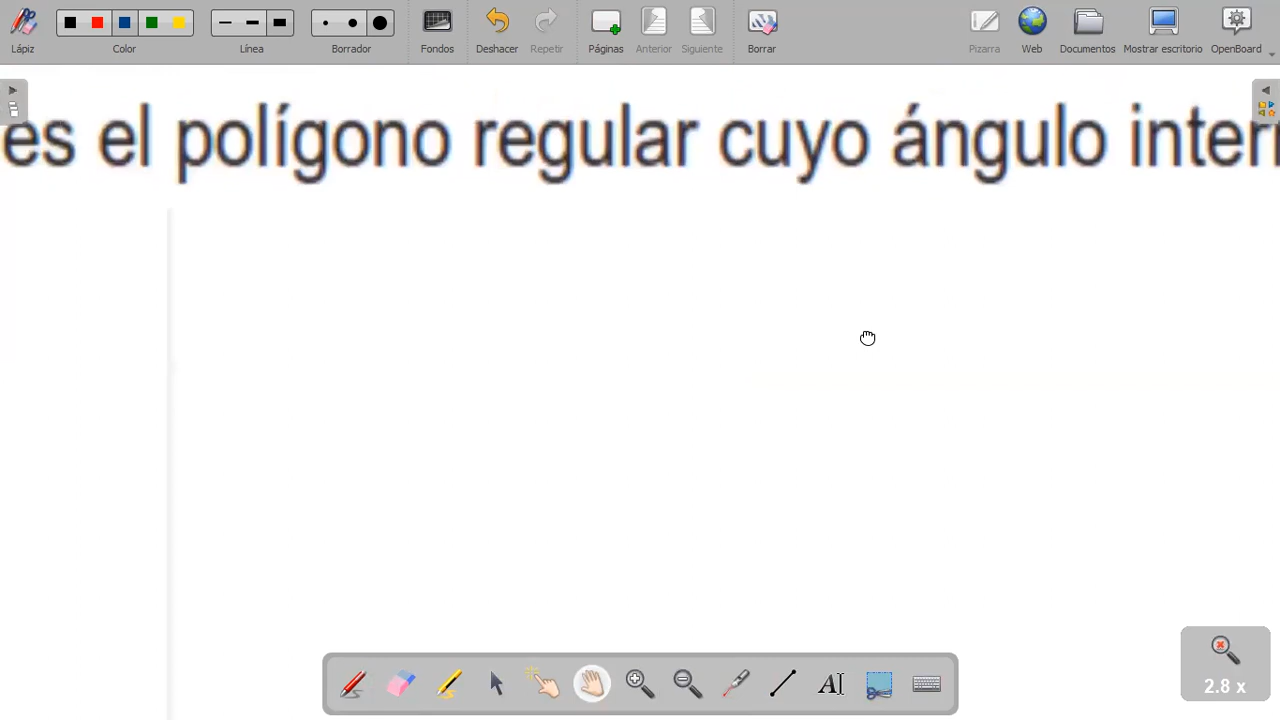 Lápiz
Color
Línea
Borrador
Fondos
Deshacer
Repetir
Páginas
Anterior
Siguiente
Borrar
Pizarra
Web
Documentos
Mostrar escritorio
OpenBoard
es el polígono regular cuyo ángulo inter
AI
2.8 x